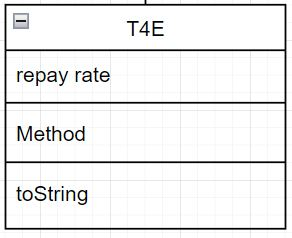 T4E
repay rate
Method
toString